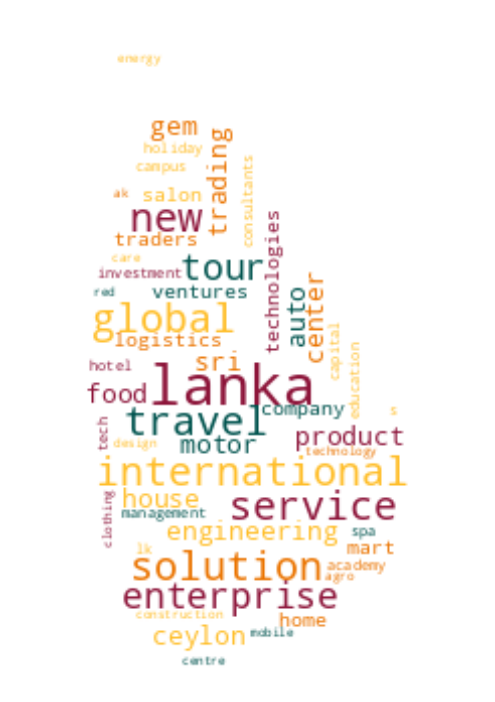 energy
gem
holiday
trading
campus
consultants
ak
salon
new
technologies
traders
care
tour
investment
center
red
ventures
auto
global
capital
logistics
education
sri
hotel
lanka
food
company
s
travel
tech
product
design
motor
technology
international
clothing
house
service
management
engineering
spa
lk
mart
solution
academy
agro
enterprise
construction
home
ceylon
mobile
centre